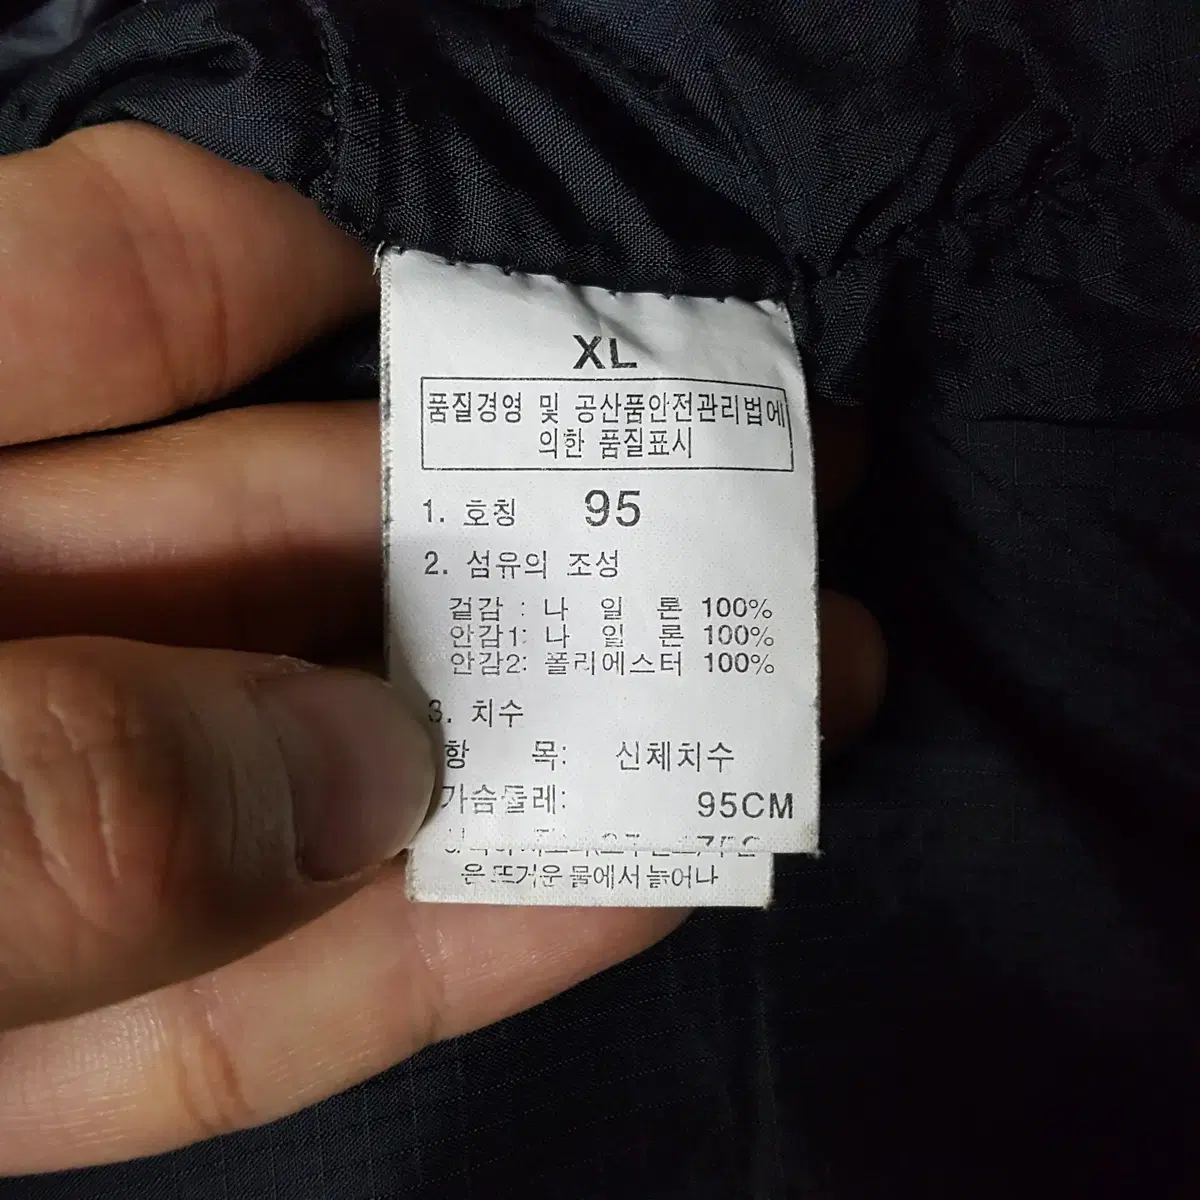 XL
품질경영 및 공산품안전관리법에
의한 품질표시
1. 호칭 95
2. 섬유의 조성
겉감 : 나 일 론 100%
안감1: 나 일 론 100%
안감2: 폴리에스터 100%
3. 치수
항 목: 신체치수
가슴둘레: 95CM
은 뜨거운 물에서 늘어나